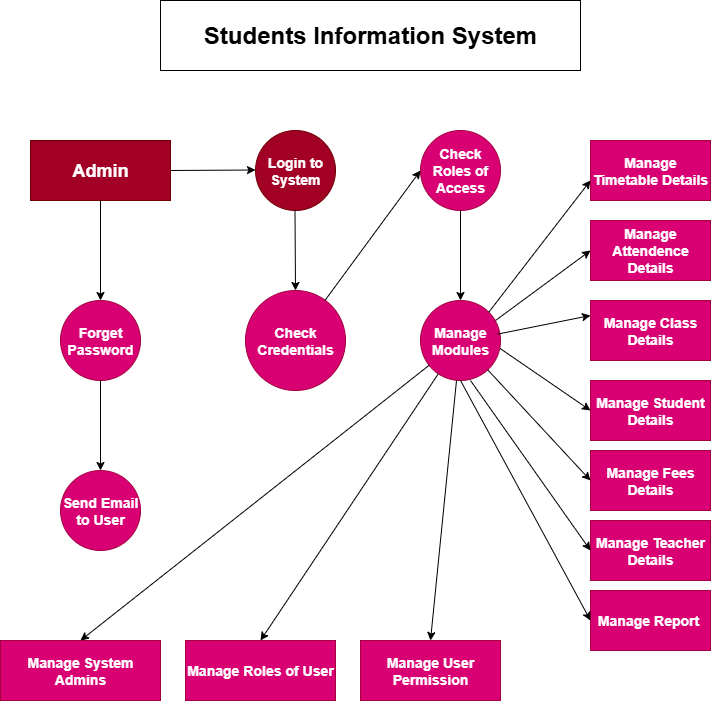 Students Information System
Admin
Login to
System
Check
Roles of
Access
Manage
Timetable Details
Manage
Attendence
Details
Forget
Password
Check
Credentials
Manage
Modules
Manage Class
Details
Manage Student
Details
Manage Fees
Details
Send Email
to User
Manage Teacher
Details
Manage Report
Manage System
Admins
Manage Roles of User
Manage User
Permission